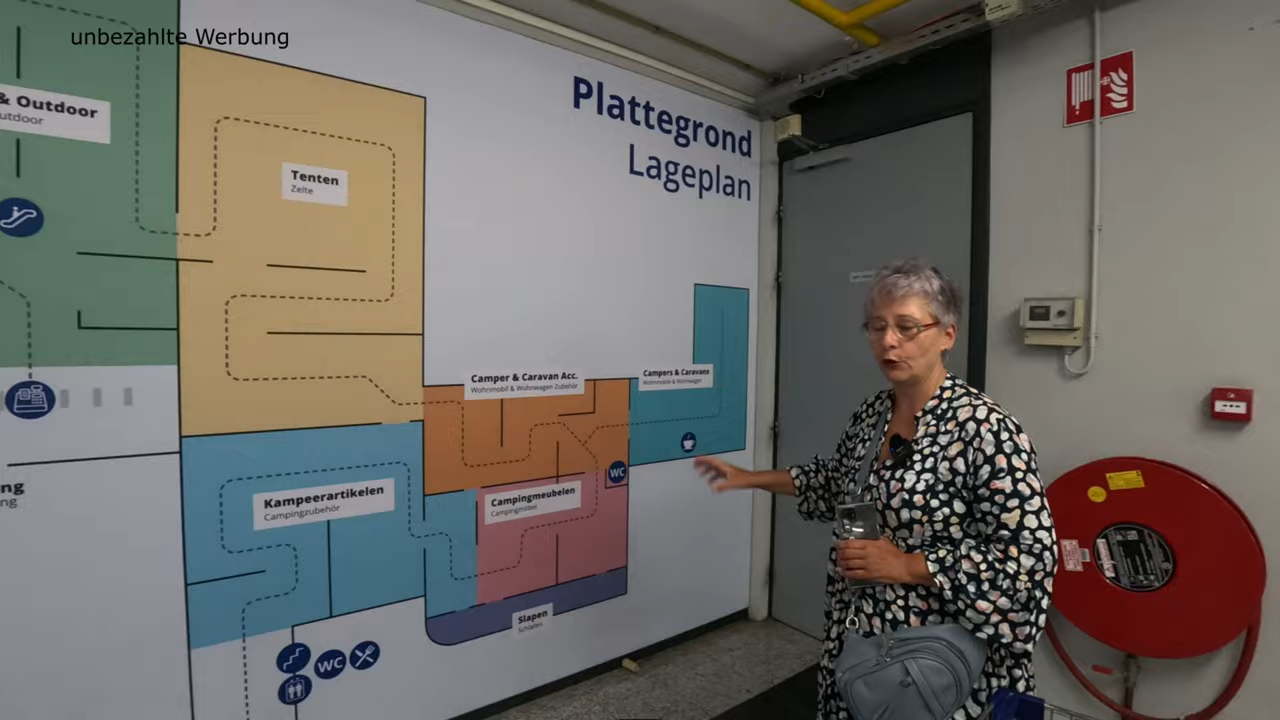 unbezahlte Werbung
& Outdoor
utdoor
Plattegrond
Lageplan
Tenten
Zelte
Camper & Caravan Acc.
Wohnmobil & Wohnwagen Zubehör
Campers & Caravans
Wohnmobile & Wohnwagen
WC
ng
ng
Kampeerartikelen
Campingzubehör
Campingmeubelen
Campingmöbel
Slapen
Schlafen
WC